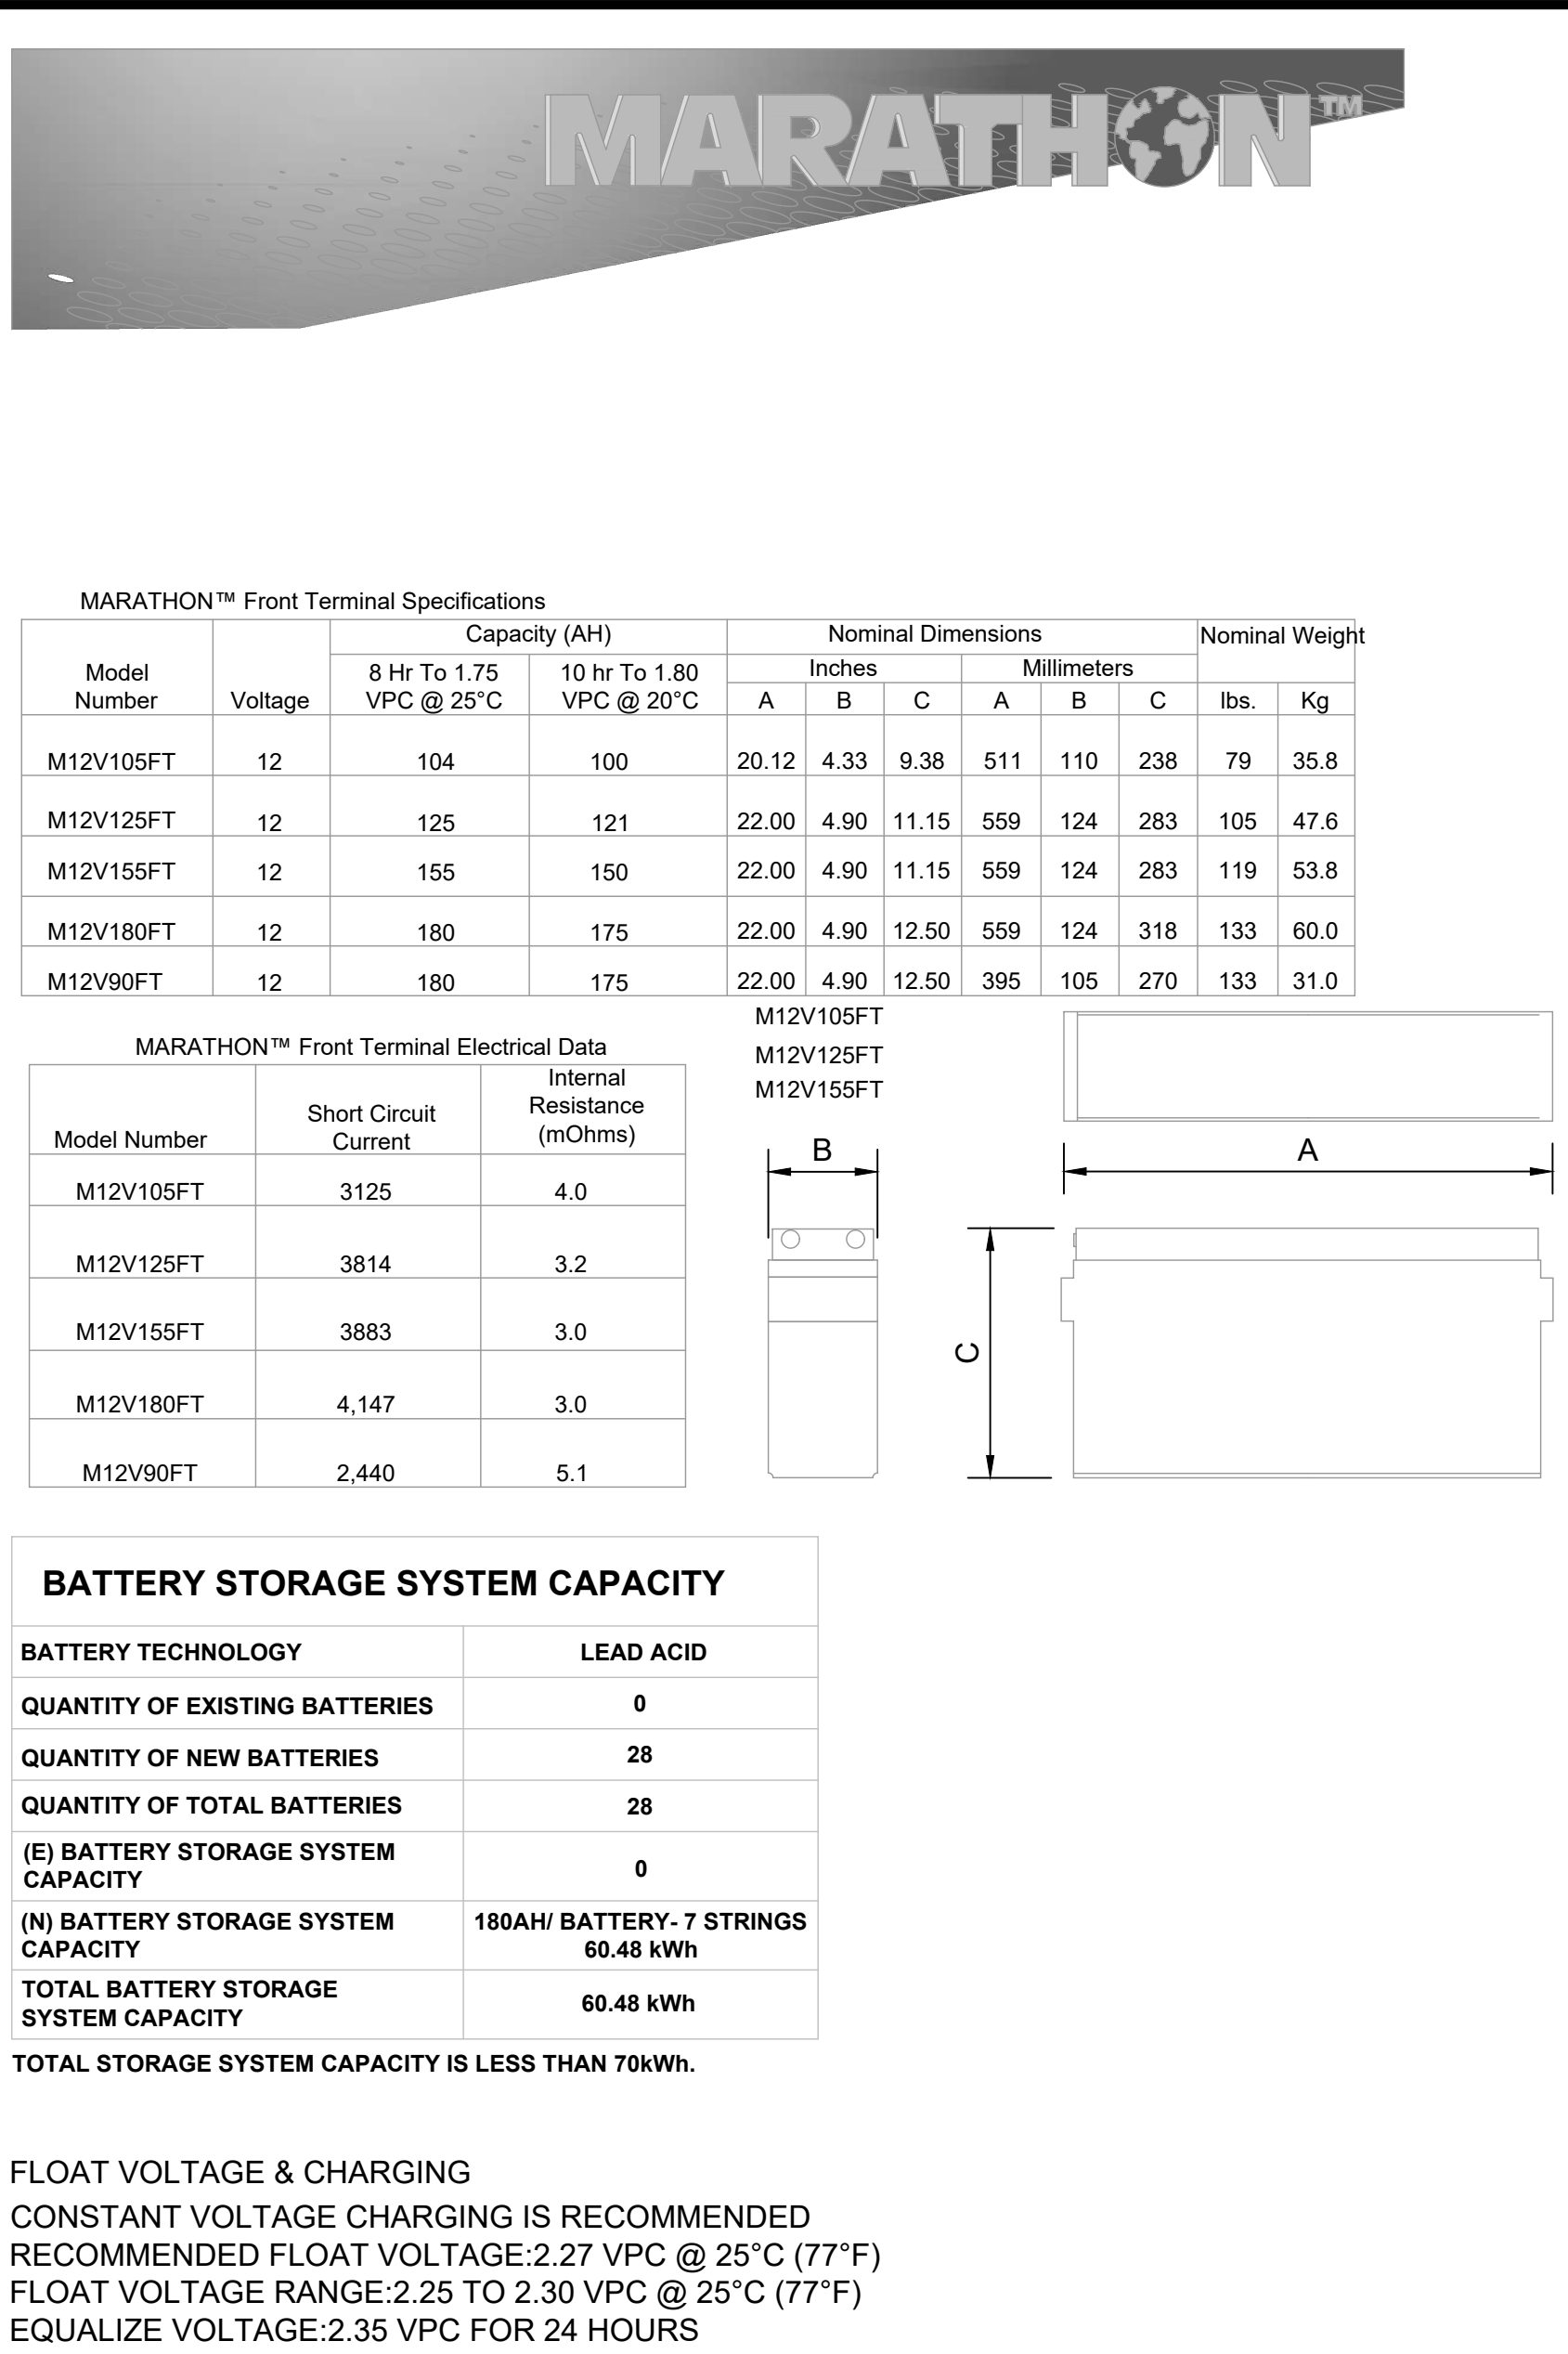 MARATHON™
MARATHON™ Front Terminal Specifications
Capacity (AH) Nominal Dimensions Nominal Weight
Model Number Voltage 8 Hr To 1.75 VPC @ 25°C 10 hr To 1.80 VPC @ 20°C Inches Millimeters
A B C A B C lbs. Kg
M12V105FT 12 104 100 20.12 4.33 9.38 511 110 238 79 35.8
M12V125FT 12 125 121 22.00 4.90 11.15 559 124 283 105 47.6
M12V155FT 12 155 150 22.00 4.90 11.15 559 124 283 119 53.8
M12V180FT 12 180 175 22.00 4.90 12.50 559 124 318 133 60.0
M12V90FT 12 180 175 22.00 4.90 12.50 395 105 270 133 31.0
MARATHON™ Front Terminal Electrical Data
Model Number Short Circuit Current Internal Resistance (mOhms)
M12V105FT 3125 4.0
M12V125FT 3814 3.2
M12V155FT 3883 3.0
M12V180FT 4,147 3.0
M12V90FT 2,440 5.1
M12V105FT
M12V125FT
M12V155FT
B
A
C
BATTERY STORAGE SYSTEM CAPACITY
BATTERY TECHNOLOGY LEAD ACID
QUANTITY OF EXISTING BATTERIES 0
QUANTITY OF NEW BATTERIES 28
QUANTITY OF TOTAL BATTERIES 28
(E) BATTERY STORAGE SYSTEM CAPACITY 0
(N) BATTERY STORAGE SYSTEM CAPACITY 180AH/ BATTERY- 7 STRINGS 60.48 kWh
TOTAL BATTERY STORAGE SYSTEM CAPACITY 60.48 kWh
TOTAL STORAGE SYSTEM CAPACITY IS LESS THAN 70kWh.
FLOAT VOLTAGE & CHARGING
CONSTANT VOLTAGE CHARGING IS RECOMMENDED
RECOMMENDED FLOAT VOLTAGE:2.27 VPC @ 25°C (77°F)
FLOAT VOLTAGE RANGE:2.25 TO 2.30 VPC @ 25°C (77°F)
EQUALIZE VOLTAGE:2.35 VPC FOR 24 HOURS